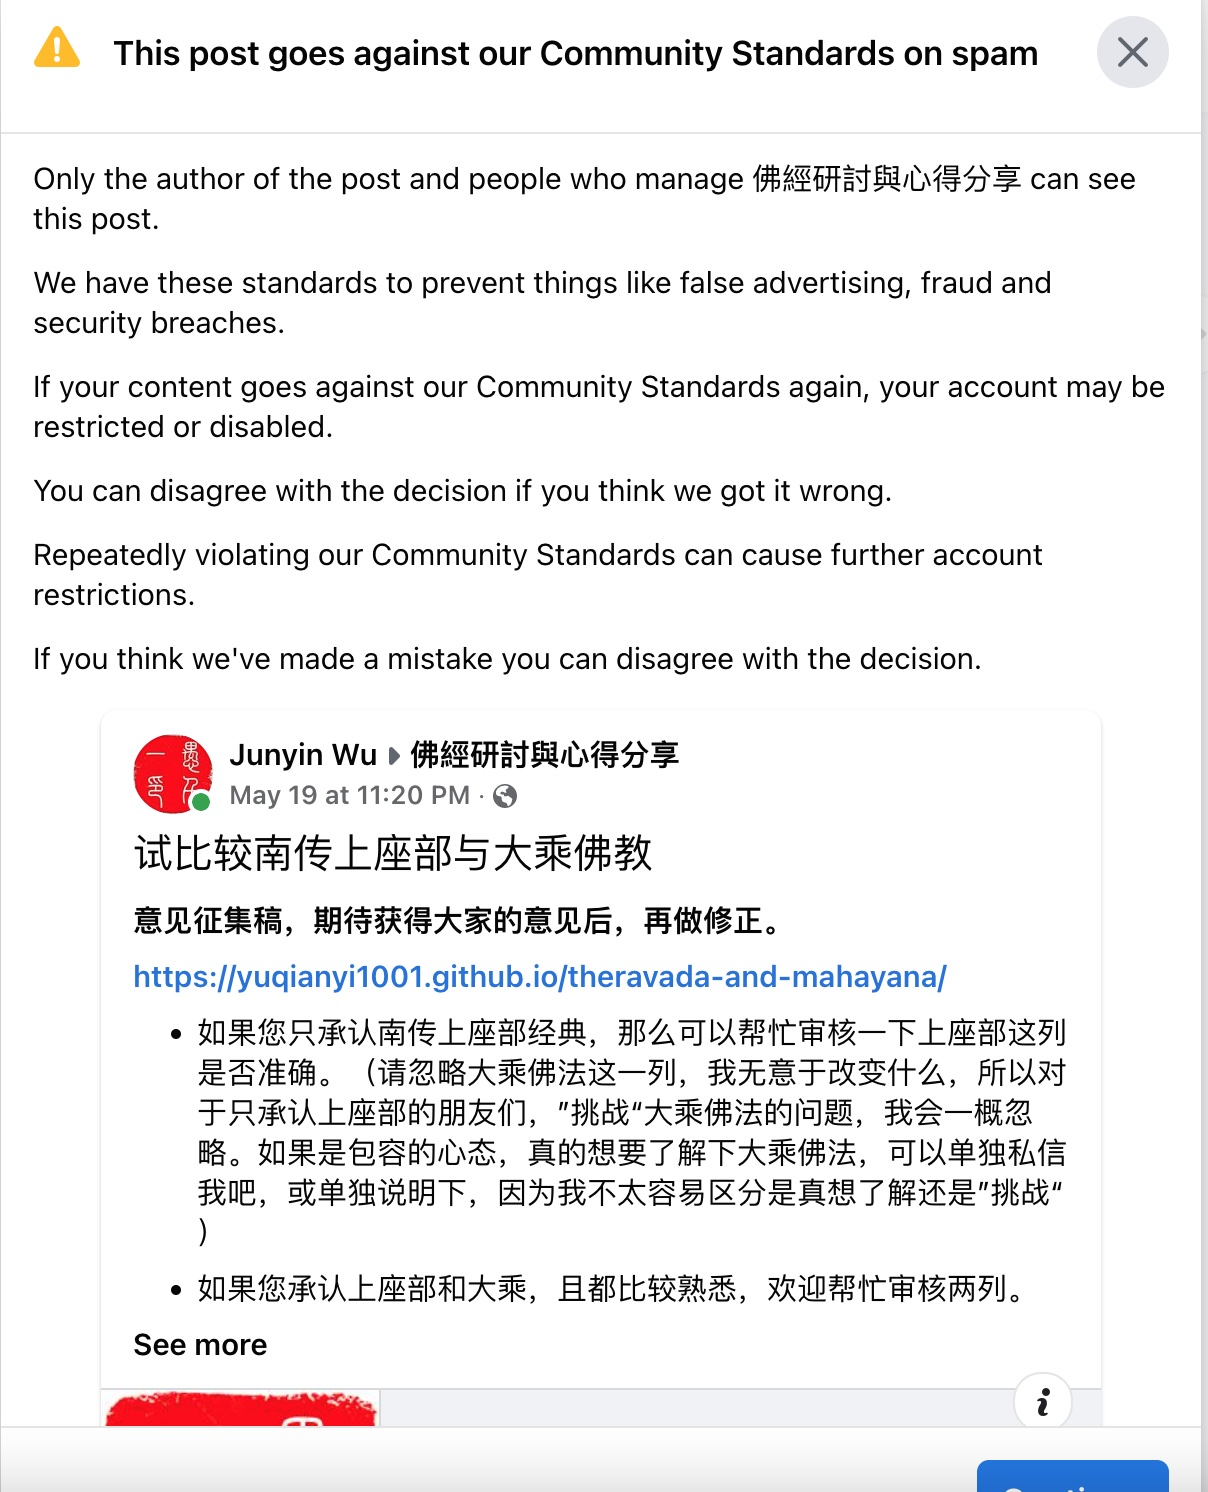 This post goes against our Community Standards on spam
Only the author of the post and people who manage 佛經研討與心得分享 can see
this post.
We have these standards to prevent things like false advertising, fraud and
security breaches.
If your content goes against our Community Standards again, your account may be
restricted or disabled.
You can disagree with the decision if you think we got it wrong.
Repeatedly violating our Community Standards can cause further account
restrictions.
If you think we've made a mistake you can disagree with the decision.
Junyin Wu ▸ 佛經研討與心得分享
May 19 at 11:20 PM ·
试比较南传上座部与大乘佛教
意见征集稿，期待获得大家的意见后，再做修正。
https://yuqianyi1001.github.io/theravada-and-mahayana/
• 如果您只承认南传上座部经典，那么可以帮忙审核一下上座部这列
是否准确。（请忽略大乘佛法这一列，我无意于改变什么，所以对
于只承认上座部的朋友们，”挑战“大乘佛法的问题，我会一概忽
略。如果是包容的心态，真的想要了解下大乘佛法，可以单独私信
我吧，或单独说明下，因为我不太容易区分是真想了解还是”挑战“
）
• 如果您承认上座部和大乘，且都比较熟悉，欢迎帮忙审核两列。
See more